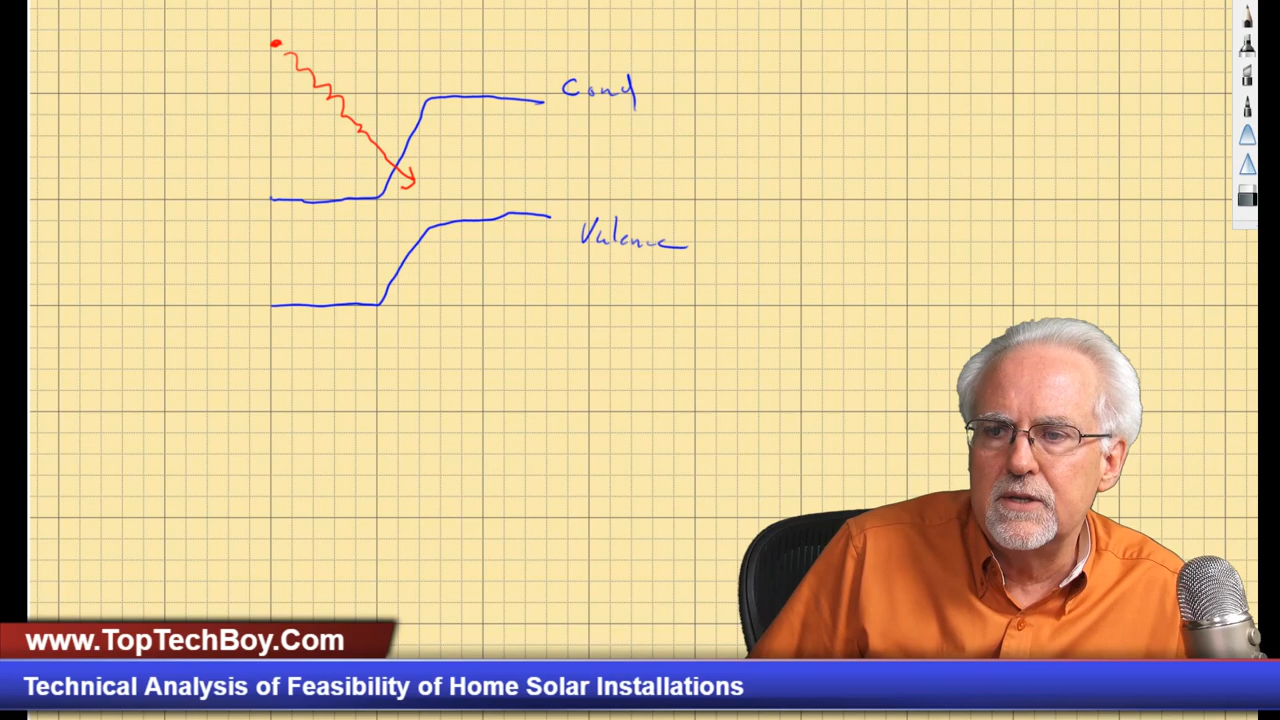 Cond
Valence
www.TopTechBoy.Com
Technical Analysis of Feasibility of Home Solar Installations